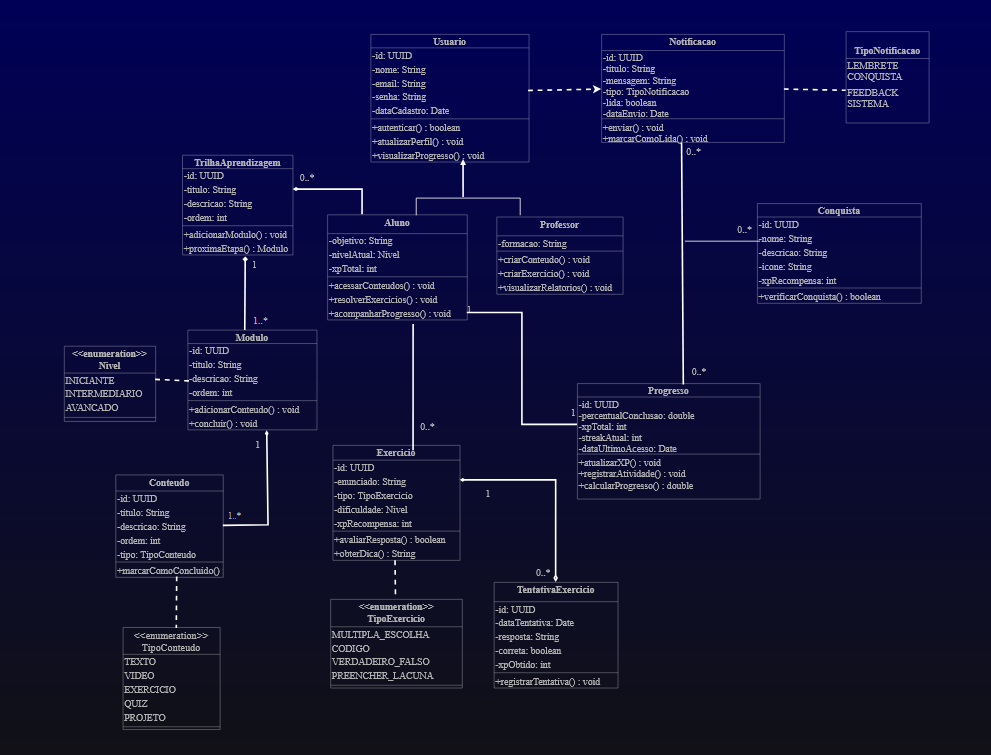 Usuario
-id: UUID
-nome: String
-email: String
-senha: String
-dataCadastro: Date
+autenticar() : boolean
+atualizarPerfil() : void
+visualizarProgresso() : void
Notificacao
-id: UUID
-titulo: String
-mensagem: String
-tipo: TipoNotificacao
-lida: boolean
-dataEnvio: Date
+enviar() : void
+marcarComoLida() : void
0..*
TipoNotificacao
LEMBRETE
CONQUISTA
FEEDBACK
SISTEMA
TrilhaAprendizagem
-id: UUID
-titulo: String
-descricao: String
-ordem: int
+adicionarModulo() : void
+proximaEtapa() : Modulo
0..*
1
1..*
Aluno
-objetivo: String
-nivelAtual: Nivel
-xpTotal: int
+acessarConteudos() : void
+resolverExercicios() : void
+acompanharProgresso() : void
1
0..*
Professor
-formacao: String
+criarConteudo() : void
+criarExercicio() : void
+visualizarRelatorios() : void
0..*
Conquista
-id: UUID
-nome: String
-descricao: String
-icone: String
-xpRecompensa: int
+verificarConquista() : boolean
<<enumeration>>
Nivel
INICIANTE
INTERMEDIARIO
AVANCADO
Modulo
-id: UUID
-titulo: String
-descricao: String
-ordem: int
+adicionarConteudo() : void
+concluir() : void
1
1..*
0..*
1
Progresso
-id: UUID
-percentualConclusao: double
-xpTotal: int
-streakAtual: int
-dataUltimoAcesso: Date
+atualizarXP() : void
+registrarAtividade() : void
+calcularProgresso() : double
Conteudo
-id: UUID
-titulo: String
-descricao: String
-ordem: int
-tipo: TipoConteudo
+marcarComoConcluido()
Exercicio
-id: UUID
-enunciado: String
-tipo: TipoExercicio
-dificuldade: Nivel
-xpRecompensa: int
+avaliarResposta() : boolean
+obterDica() : String
1
0..*
<<enumeration>>
TipoConteudo
TEXTO
VIDEO
EXERCICIO
QUIZ
PROJETO
<<enumeration>>
TipoExercicio
MULTIPLA_ESCOLHA
CODIGO
VERDADEIRO_FALSO
PREENCHER_LACUNA
TentativaExercicio
-id: UUID
-dataTentativa: Date
-resposta: String
-correta: boolean
-xpObtido: int
+registrarTentativa() : void